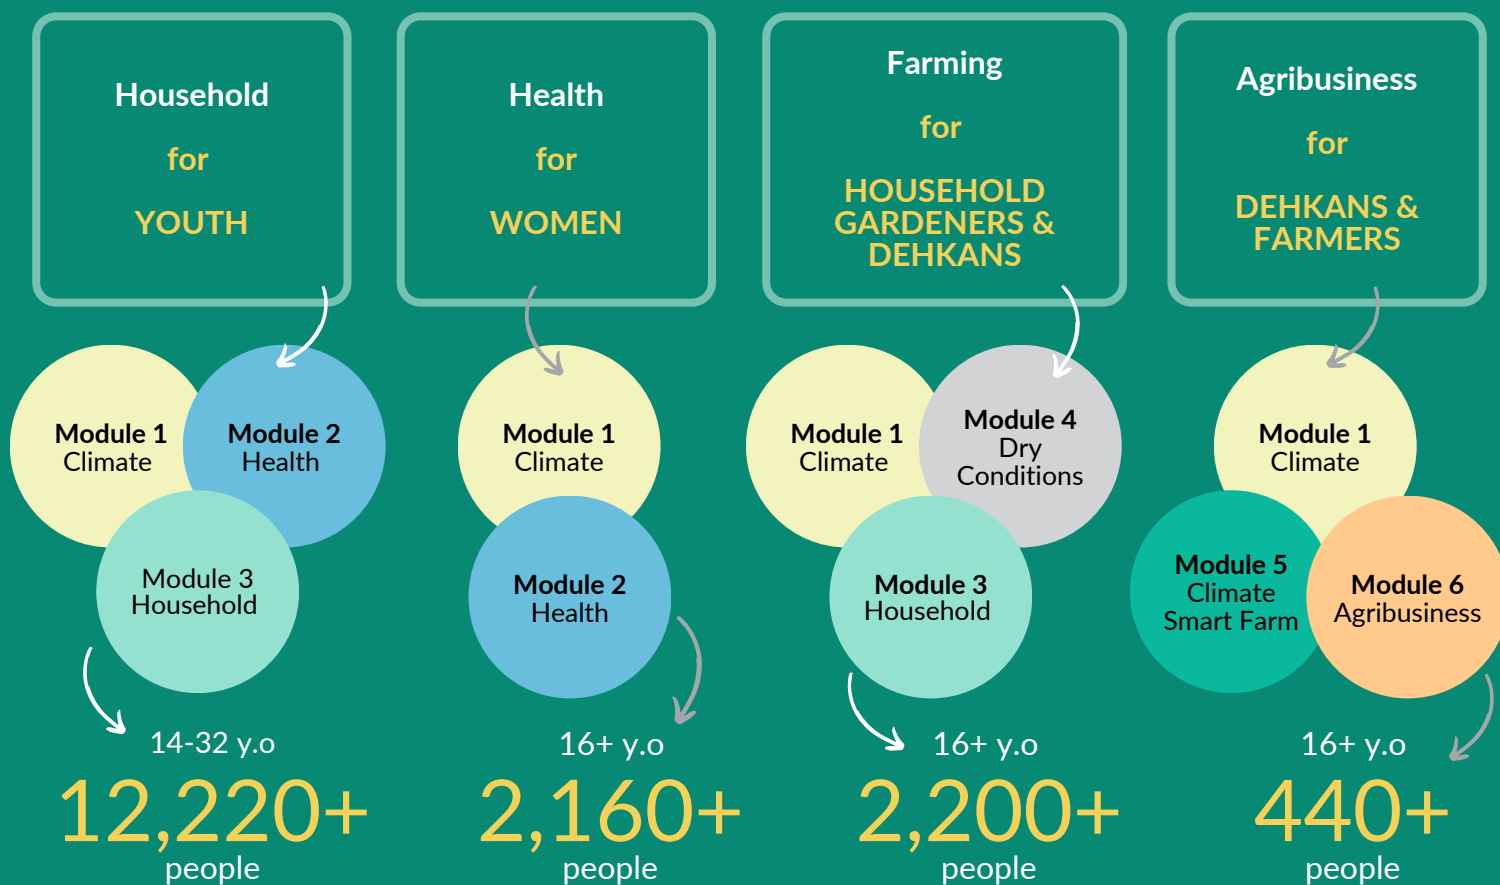 Household
for
YOUTH
Module 1
Climate
Module 2
Health
Module 3
Household
14-32 y.o
12,220+
people
Health
for
WOMEN
Module 1
Climate
Module 2
Health
16+ y.o
2,160+
people
Farming
for
HOUSEHOLD
GARDENERS &
DEHKANS
Module 1
Climate
Module 4
Dry
Conditions
Module 3
Household
16+ y.o
2,200+
people
Agribusiness
for
DEHKANS &
FARMERS
Module 1
Climate
Module 5
Climate
Smart Farm
Module 6
Agribusiness
16+ y.o
440+
people